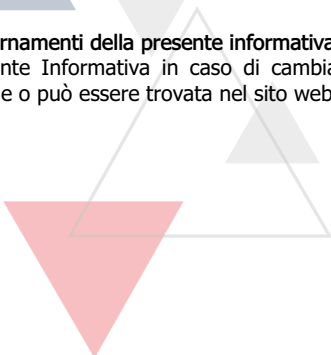 rnamenti della presente informativa
nte Informativa in caso di cambia
e o può essere trovata nel sito web